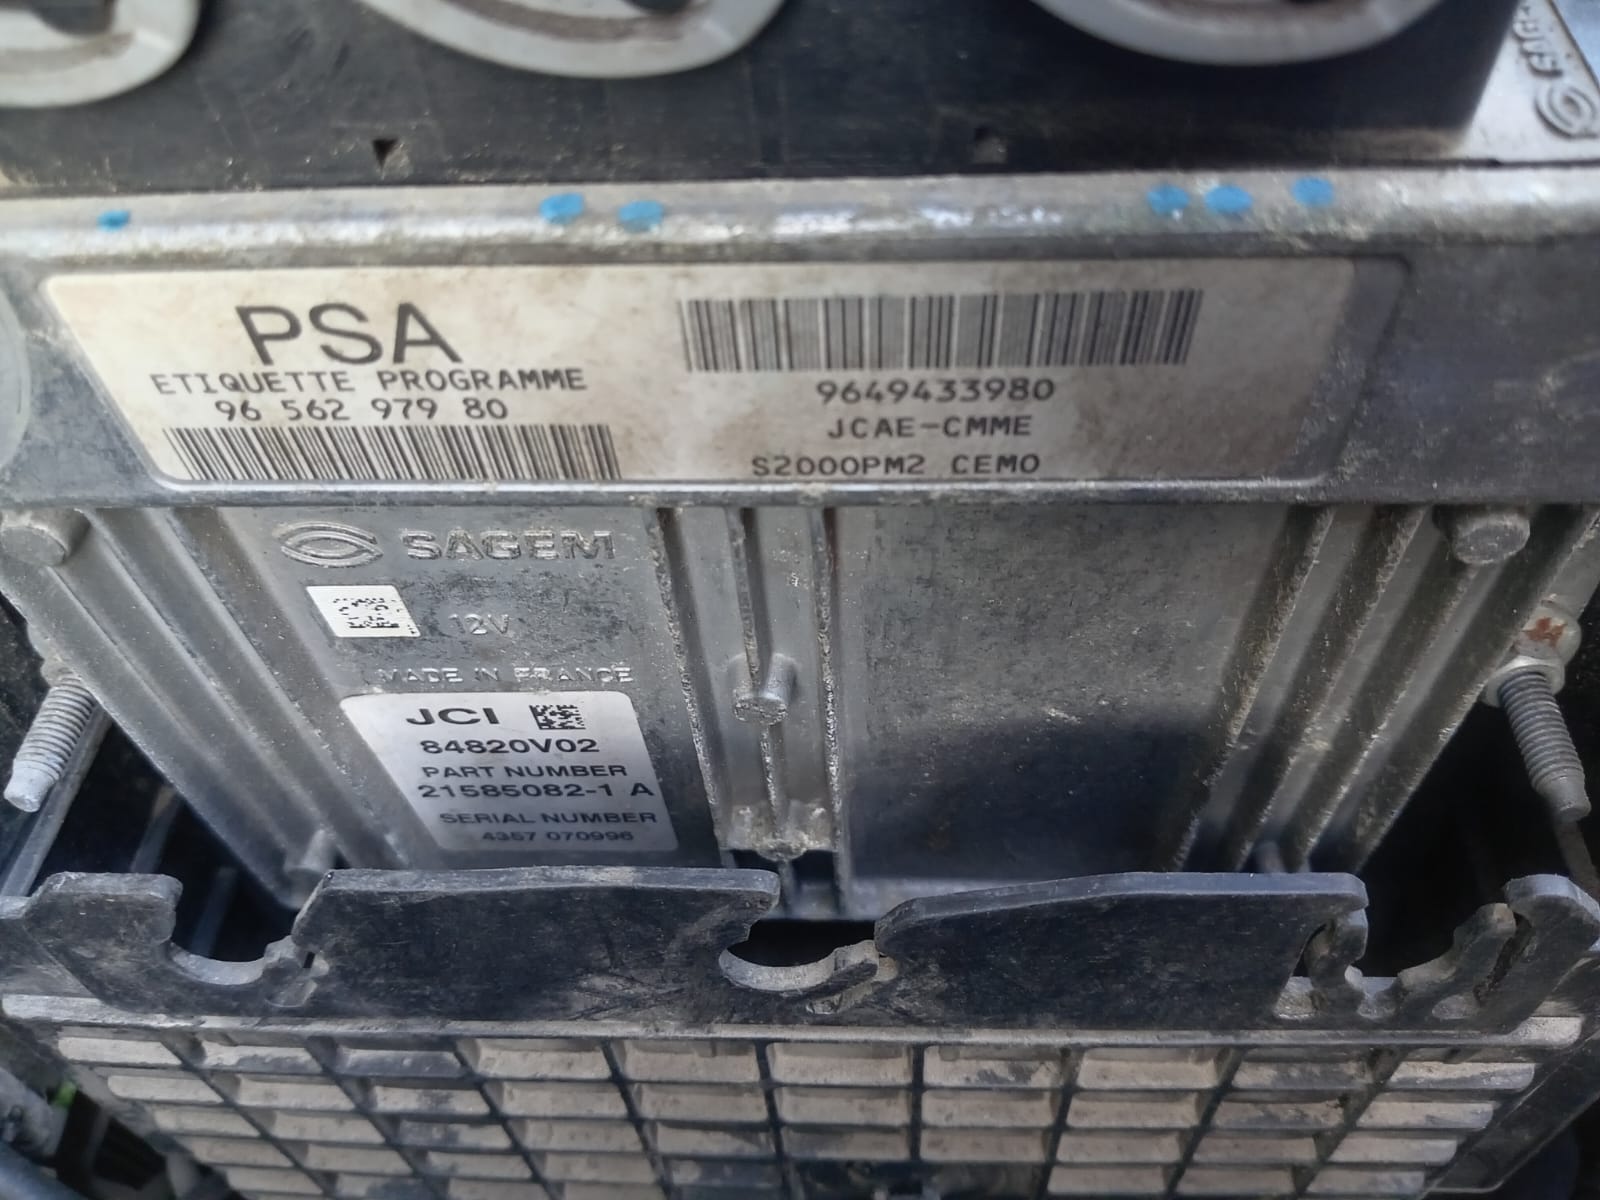 PSA
ETIQUETTE PROGRAMME
96 562 979 80
9649433980
JCAE-CMME
S2000PM2 CEMO
SAGEM
12V
MADE IN FRANCE
JCI
84820V02
PART NUMBER
21585082-1 A
SERIAL NUMBER
4357 070996